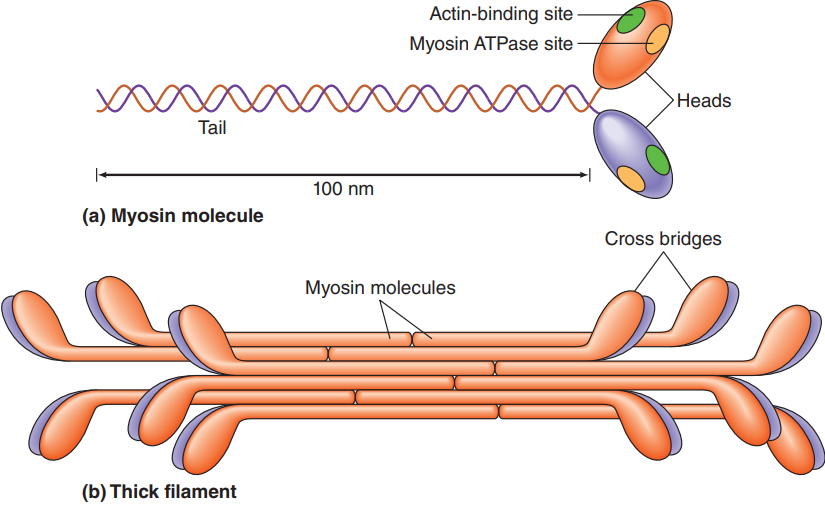 Actin-binding site
Myosin ATPase site
Heads
Tail
100 nm
(a) Myosin molecule
Cross bridges
Myosin molecules
(b) Thick filament